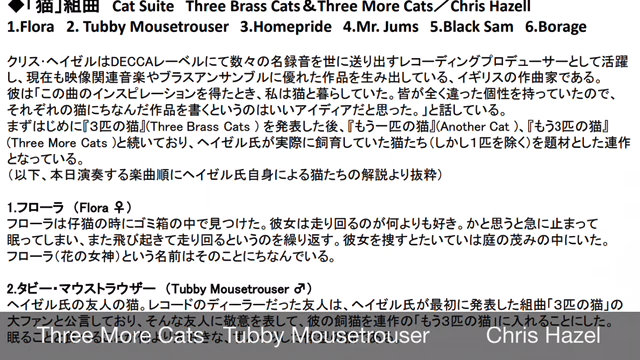 ◆「猫」組曲　Cat Suite　Three Brass Cats＆Three More Cats／Chris Hazell
1.Flora　2. Tubby Mousetrouser　3.Homepride　4.Mr. Jums　5.Black Sam　6.Borage
クリス・ヘイゼルはDECCAレーベルにて数々の名録音を世に送り出すレコーディングプロデューサーとして活躍
し、現在も映像関連音楽やブラスアンサンブルに優れた作品を生み出している、イギリスの作曲家である。
彼は「この曲のインスピレーションを得たとき、私は猫と暮らしていた。皆が全く違った個性を持っていたので、
それぞれの猫にちなんだ作品を書くというのはいいアイディアだと思った。」と話している。
まずはじめに『３匹の猫』(Three Brass Cats ) を発表した後、『もう一匹の猫』(Another Cat )、『もう3匹の猫』
(Three More Cats )と続いており、ヘイゼル氏が実際に飼育していた猫たち（しかし１匹を除く）を題材とした連作
となっている。
（以下、本日演奏する楽曲順にヘイゼル氏自身による猫たちの解説より抜粋）
1.フローラ　（Flora ♀）
フローラは仔猫の時にゴミ箱の中で見つけた。彼女は走り回るのが何よりも好き。かと思うと急に止まって
眠ってしまい、また飛び起きて走り回るというのを繰り返す。彼女を捜すとたいていは庭の茂みの中にいた。
フローラ（花の女神）という名前はそのことにちなんでいる。
2.タビー・マウストラウザー　（Tubby Mousetrouser ♂）
ヘイゼル氏の友人の猫。レコードのディーラーだった友人は、ヘイゼル氏が最初に発表した組曲「３匹の猫」の
大ファンと公言しており、そんな友人に敬意を表して、彼の飼猫を連作の「もう３匹の猫」に入れることにした。
Three More Cats- Tubby Mousetrouser　Chris Hazel